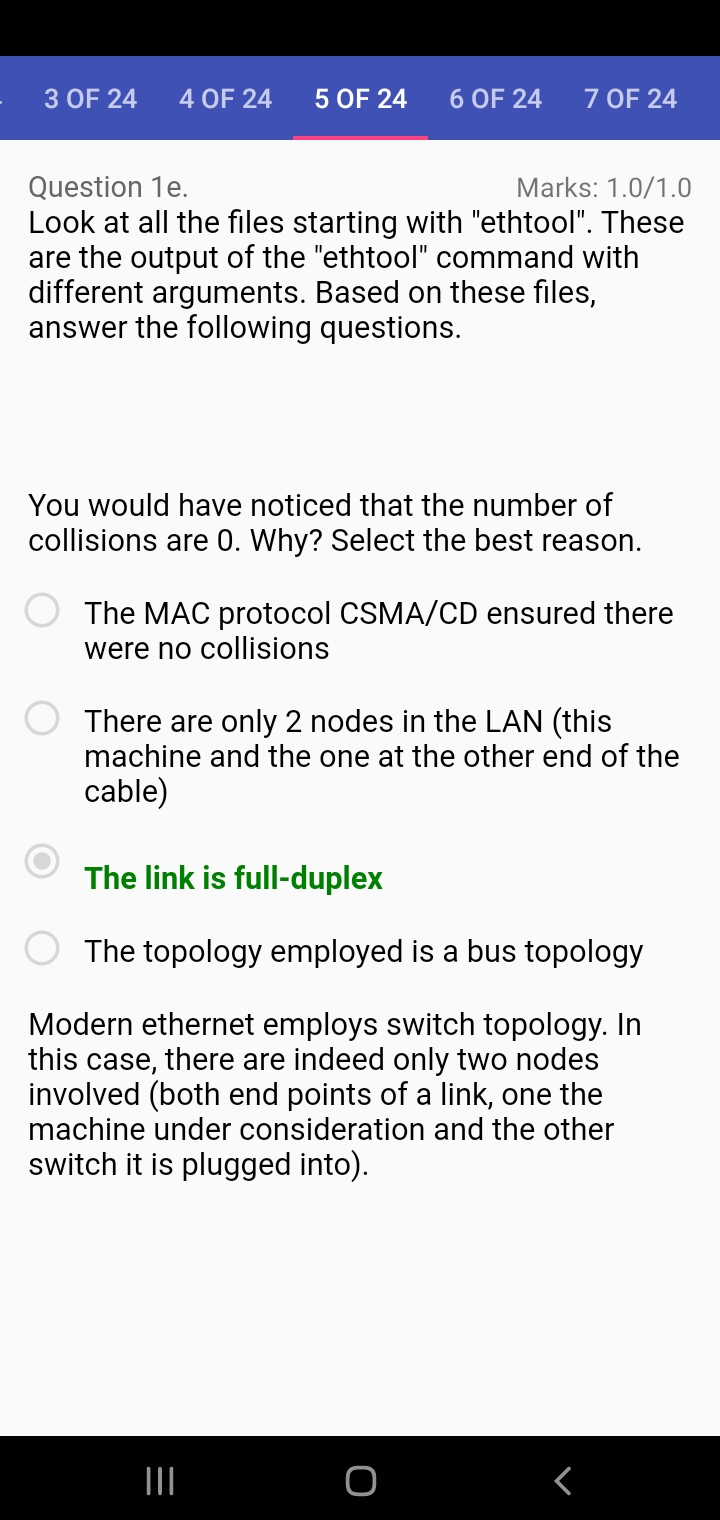 3 OF 24 4 OF 24 5 OF 24 6 OF 24 7 OF 24
Question 1e. Marks: 1.0/1.0
Look at all the files starting with "ethtool". These
are the output of the "ethtool" command with
different arguments. Based on these files,
answer the following questions.
You would have noticed that the number of
collisions are 0. Why? Select the best reason.
The MAC protocol CSMA/CD ensured there
were no collisions
There are only 2 nodes in the LAN (this
machine and the one at the other end of the
cable)
The link is full-duplex
The topology employed is a bus topology
Modern ethernet employs switch topology. In
this case, there are indeed only two nodes
involved (both end points of a link, one the
machine under consideration and the other
switch it is plugged into).